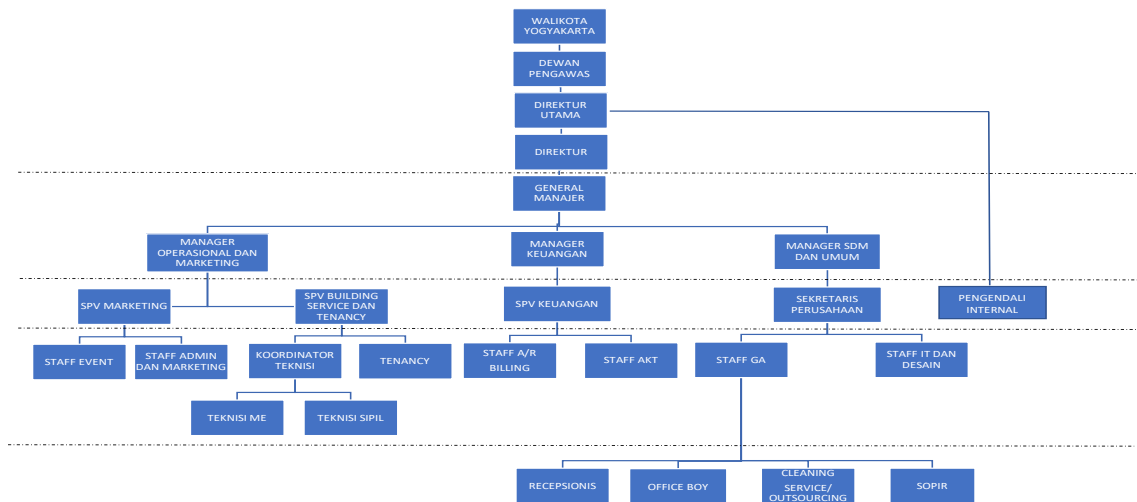 WALIKOTA
YOGYAKARTA
DEWAN
PENGAWAS
DIREKTUR
UTAMA
DIREKTUR
GENERAL
MANAJER
MANAGER
OPERASIONAL DAN
MARKETING
MANAGER
KEUANGAN
MANAGER SDM
DAN UMUM
SPV MARKETING
SPV BUILDING
SERVICE DAN
TENANCY
SPV KEUANGAN
SEKRETARIS
PERUSAHAAN
PENGENDALI
INTERNAL
STAFF EVENT
STAFF ADMIN
DAN MARKETING
KOORDINATOR
TEKNISI
TENANCY
STAFF A/R
BILLING
STAFF AKT
STAFF GA
STAFF IT DAN
DESAIN
TEKNISI ME
TEKNISI SIPIL
RECEPSIONIS
OFFICE BOY
CLEANING
SERVICE/
OUTSOURCING
SOPIR